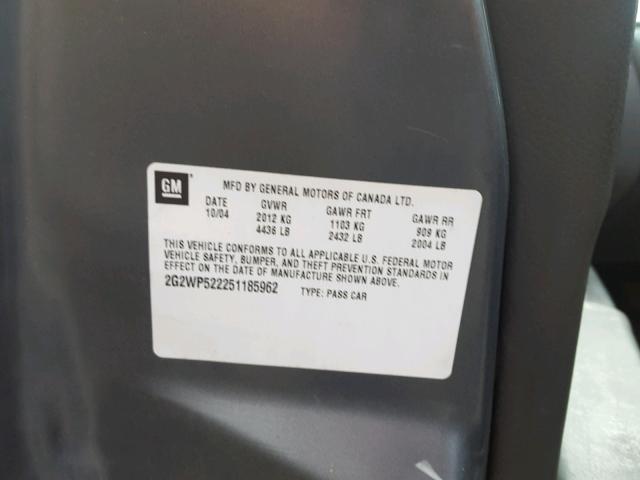 GM
MFD BY GENERAL MOTORS OF CANADA LTD.
DATE GVWR GAWR FRT GAWR RR
10/04 2012 KG 1103 KG 909 KG
4436 LB 2432 LB 2004 LB
THIS VEHICLE CONFORMS TO ALL APPLICABLE U.S. FEDERAL MOTOR
VEHICLE SAFETY, BUMPER, AND THEFT PREVENTION STANDARDS IN
EFFECT ON THE DATE OF MANUFACTURE SHOWN ABOVE.
2G2WP522251185962 TYPE: PASS CAR